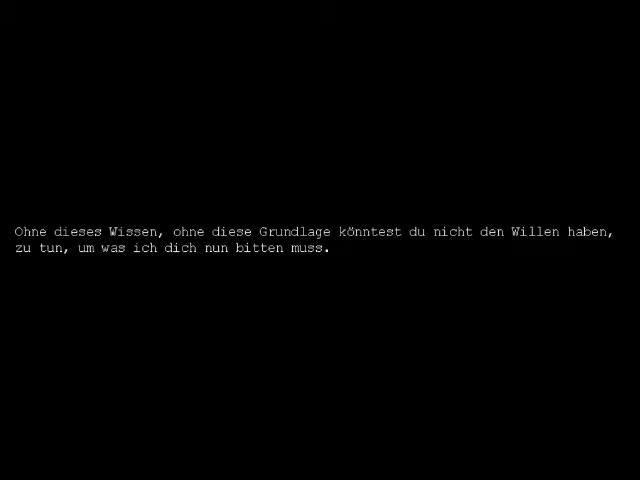 Ohne dieses Wissen, ohne diese Grundlage könntest du nicht den Willen haben,
zu tun, um was ich dich nun bitten muss.